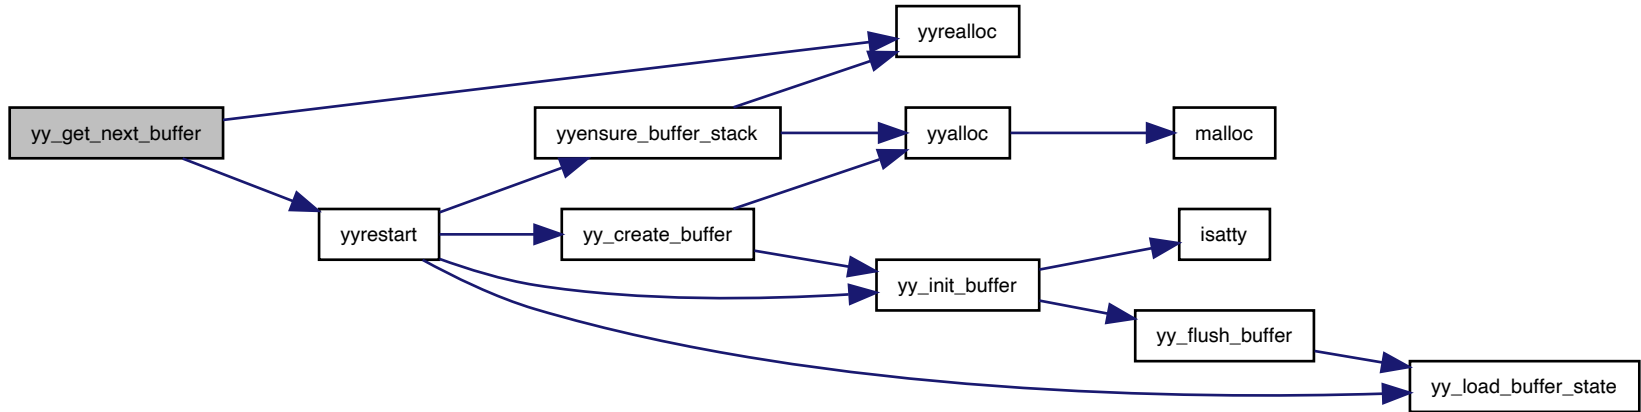 yyrealloc
yy_get_next_buffer
yyensure_buffer_stack
yyalloc
malloc
yyrestart
yy_create_buffer
isatty
yy_init_buffer
yy_flush_buffer
yy_load_buffer_state